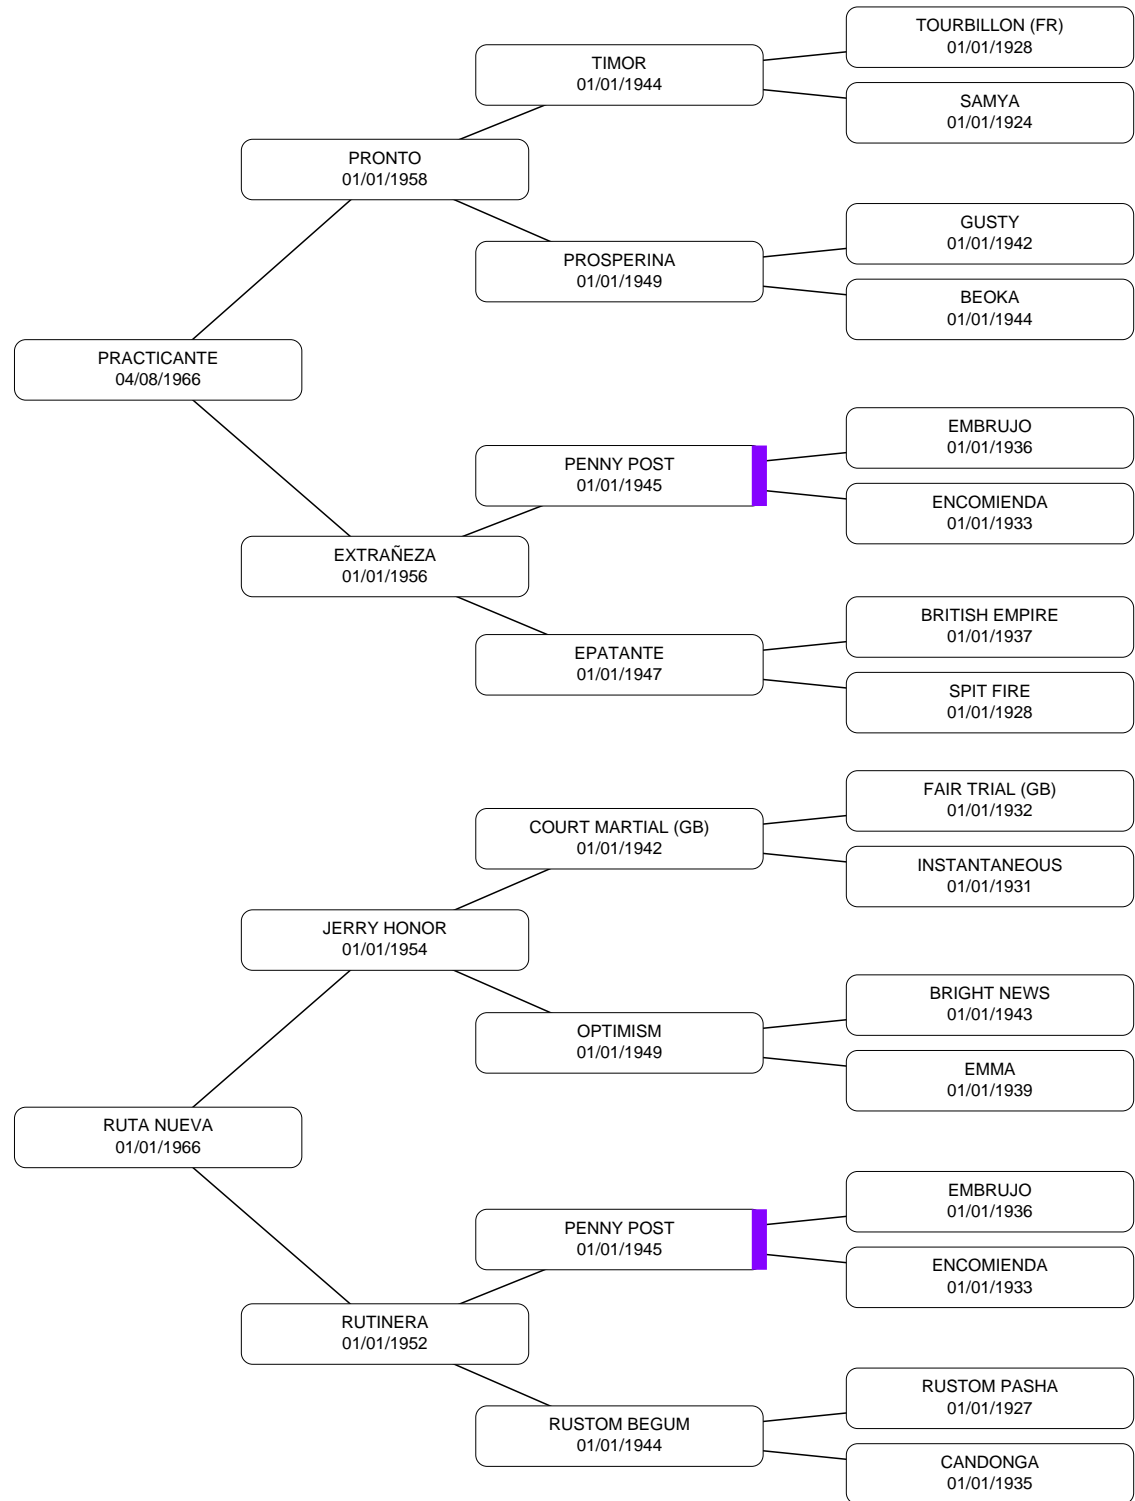 TOURBILLON (FR)
01/01/1928
TIMOR
01/01/1944
SAMYA
01/01/1924
PRONTO
01/01/1958
GUSTY
01/01/1942
PROSPERINA
01/01/1949
BEOKA
01/01/1944
PRACTICANTE
04/08/1966
EMBRUJO
01/01/1936
PENNY POST
01/01/1945
ENCOMIENDA
01/01/1933
EXTRAÑEZA
01/01/1956
BRITISH EMPIRE
01/01/1937
EPATANTE
01/01/1947
SPIT FIRE
01/01/1928
FAIR TRIAL (GB)
01/01/1932
COURT MARTIAL (GB)
01/01/1942
INSTANTANEOUS
01/01/1931
JERRY HONOR
01/01/1954
BRIGHT NEWS
01/01/1943
OPTIMISM
01/01/1949
EMMA
01/01/1939
RUTA NUEVA
01/01/1966
EMBRUJO
01/01/1936
PENNY POST
01/01/1945
ENCOMIENDA
01/01/1933
RUTINERA
01/01/1952
RUSTOM PASHA
01/01/1927
RUSTOM BEGUM
01/01/1944
CANDONGA
01/01/1935